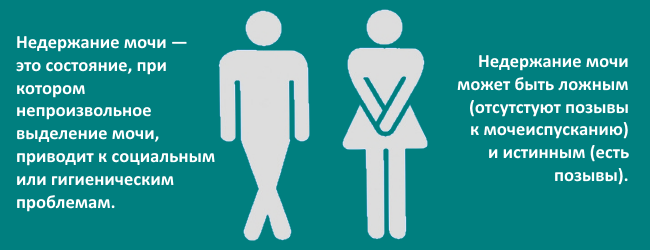 Недержание мочи —
это состояние, при
котором
непроизвольное
выделение мочи,
приводит к социальным
или гигиеническим
проблемам.
Недержание мочи
может быть ложным
(отсутстуют позывы
к мочеиспусканию)
и истинным (есть
позывы).